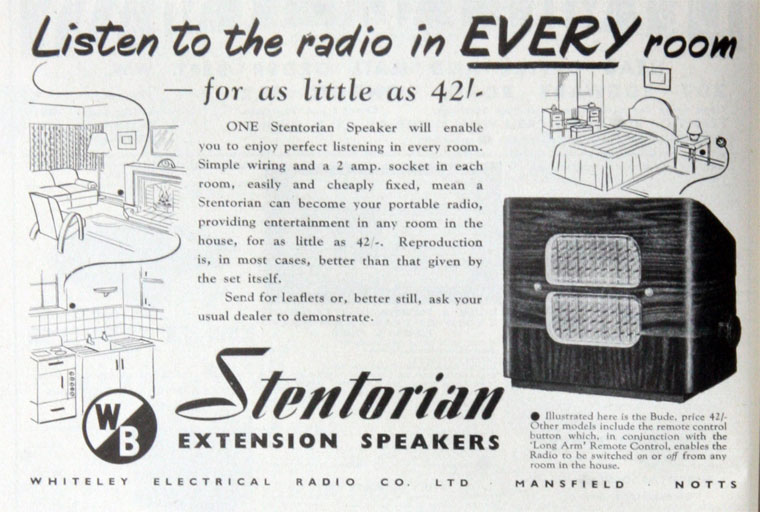 Listen to the radio in EVERY room
— for as little as 42/-
ONE Stentorian Speaker will enable
you to enjoy perfect listening in every room.
Simple wiring and a 2 amp. socket in each
room, easily and cheaply fixed, mean a
Stentorian can become your portable radio,
providing entertainment in any room in the
house, for as little as 42/-. Reproduction
is, in most cases, better than that given by
the set itself.
Send for leaflets or, better still, ask your
usual dealer to demonstrate.
WB
Stentorian
EXTENSION SPEAKERS
● Illustrated here is the Bude, price 42/-
Other models include the remote control
button which, in conjunction with the
'Long Arm' Remote Control, enables the
Radio to be switched on or off from any
room in the house.
WHITELEY ELECTRICAL RADIO CO. LTD · MANSFIELD · NOTTS